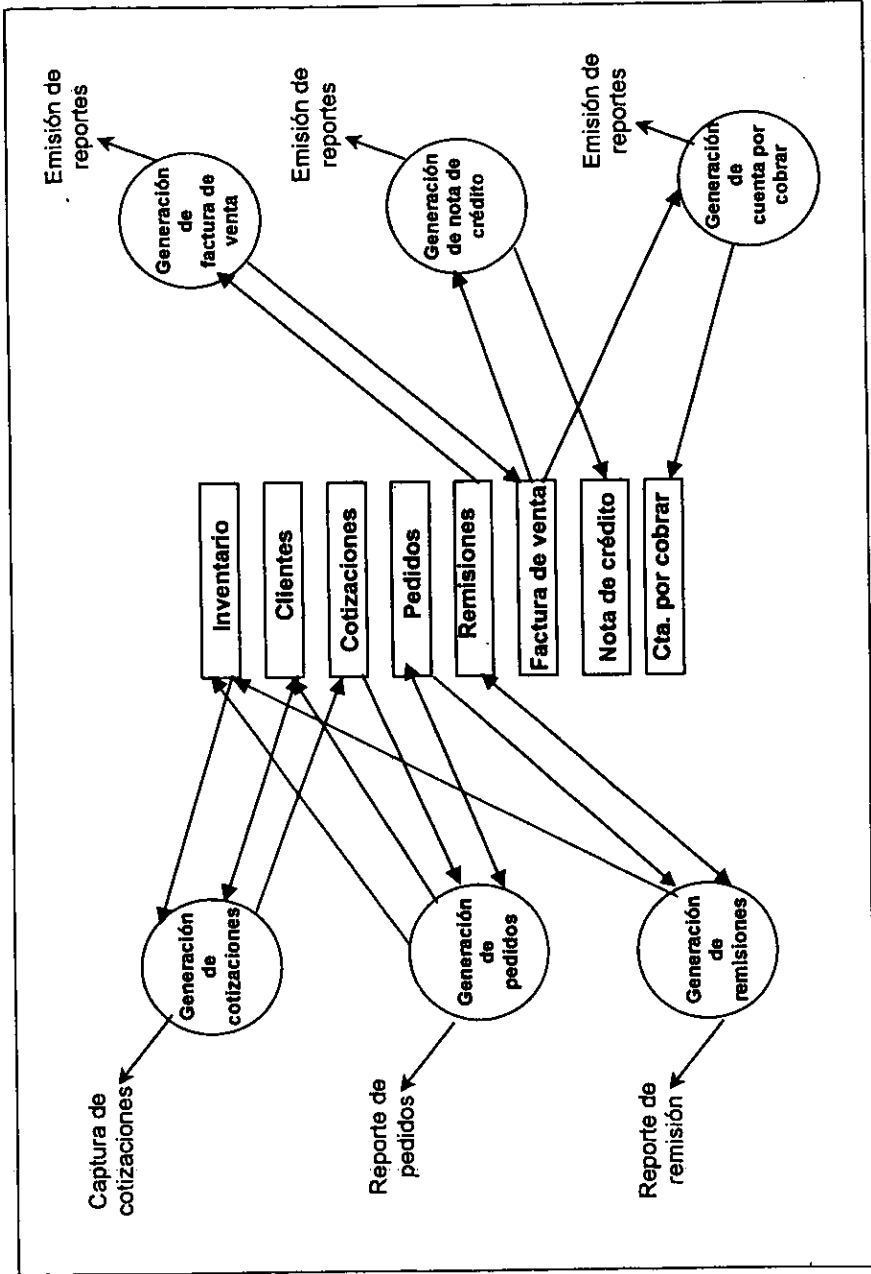 Captura de
cotizaciones
Generación
de
cotizaciones
Reporte de
pedidos
Generación
de
pedidos
Reporte de
remisión
Generación
de
remisiones
Inventario
Clientes
Cotizaciones
Pedidos
Remisiones
Factura de venta
Nota de crédito
Cta. por cobrar
Generación
de
factura de
venta
Emisión de
reportes
Generación
de nota de
crédito
Emisión de
reportes
Generación
de
cuenta por
cobrar
Emisión de
reportes